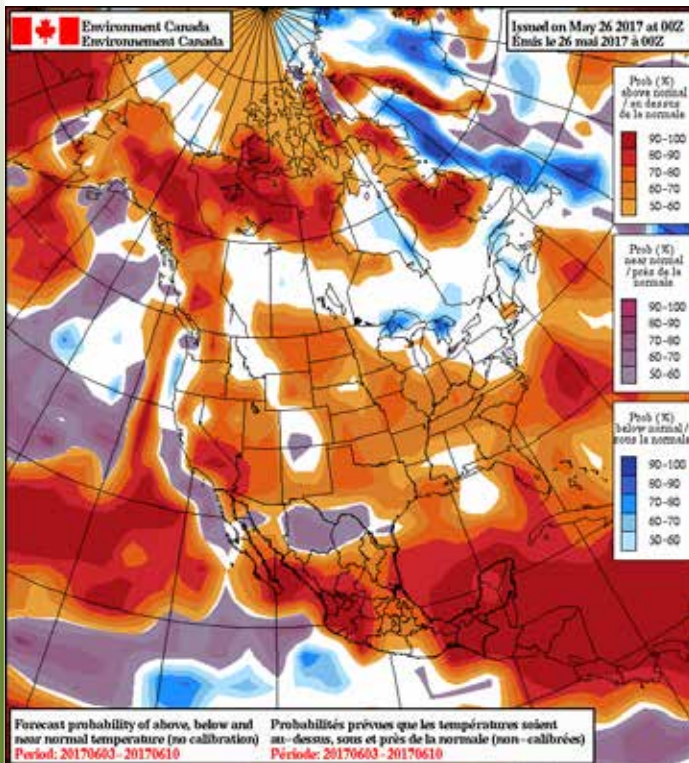 Environment Canada
Environnement Canada
Issued on May 26 2017 at 00Z
Émis le 26 mai 2017 à 00Z
Prob (%)
above normal
/ au dessus
de la normale
90-100
80-90
70-80
60-70
50-60
Prob (%)
near normal
/ près de la
normale
90-100
80-90
70-80
60-70
50-60
Prob (%)
below normal /
sous la normale
90-100
80-90
70-80
60-70
50-60
Forecast probability of above, below and
near normal temperature (no calibration)
Period: 20170603-20170610
Probabilités prévues que les températures soient
au-dessus, sous et près de la normale (non-calibrées)
Période: 20170603-20170610